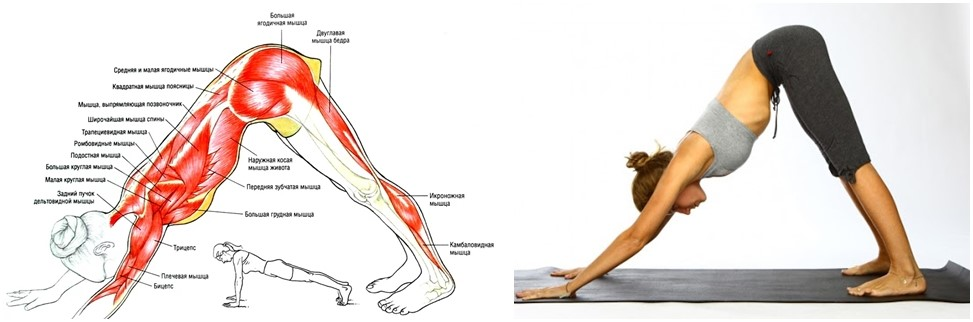 Большая
ягодичная мышца
Двуглавая
мышца бедра
Средняя и малая ягодичные мышцы
Квадратная мышца поясницы
Мышца, выпрямляющая позвоночник
Широчайшая мышца спины
Трапециевидная мышца
Ромбовидные мышцы
Подостная мышца
Большая круглая мышца
Малая круглая мышца
Задний пучок
дельтовидной мышцы
Наружная косая
мышца живота
Передняя зубчатая мышца
Большая грудная мышца
Икроножная
мышца
Камбаловидная
мышца
Трицепс
Плечевая мышца
Бицепс